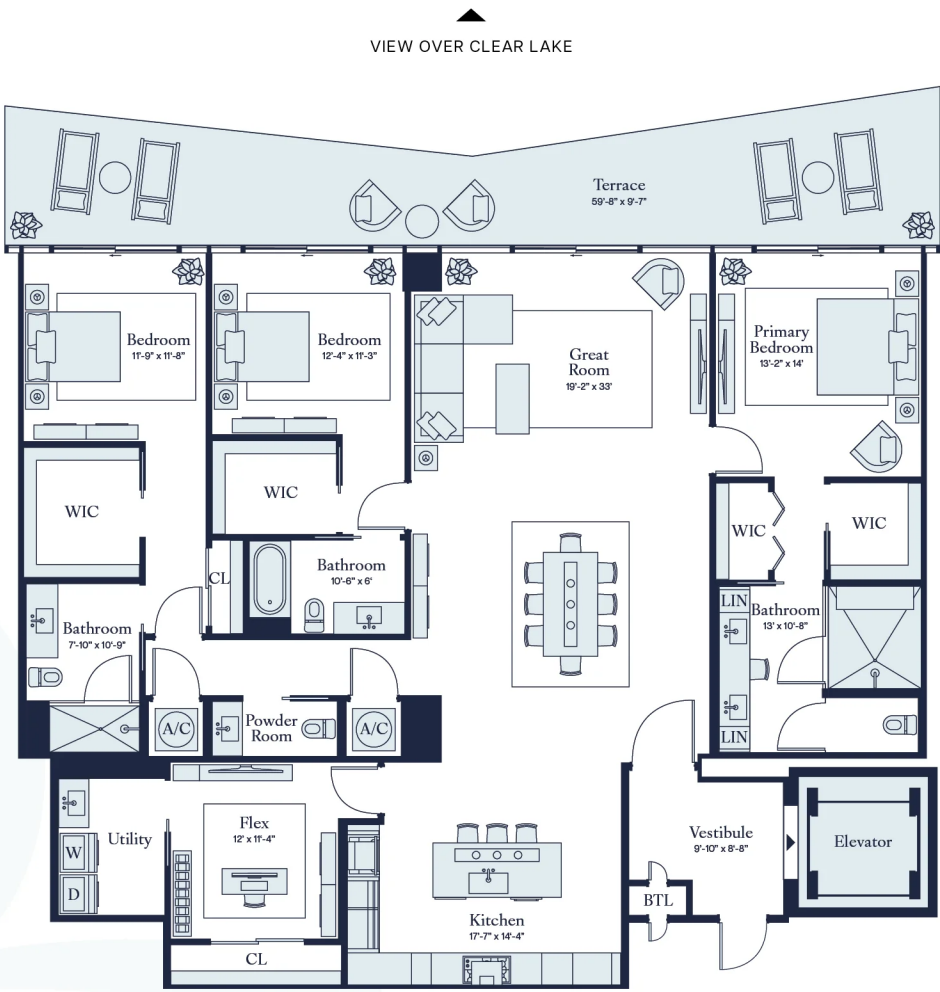 VIEW OVER CLEAR LAKE
Terrace
59'-8" x 9'-7"
Bedroom
11'-9" x 11'-8"
Bedroom
12'-4" x 11'-3"
Great
Room
19'-2" x 33'
Primary
Bedroom
13'-2" x 14'
WIC
WIC
WIC
WIC
CL
Bathroom
10'-6" x 6'
Bathroom
7'-10" x 10'-9"
LIN
Bathroom
13' x 10'-8"
LIN
A/C
Powder
Room
A/C
Utility
W
D
Flex
12' x 11'-4"
CL
Kitchen
17'-7" x 14'-4"
Vestibule
9'-10" x 8'-8"
BTL
Elevator